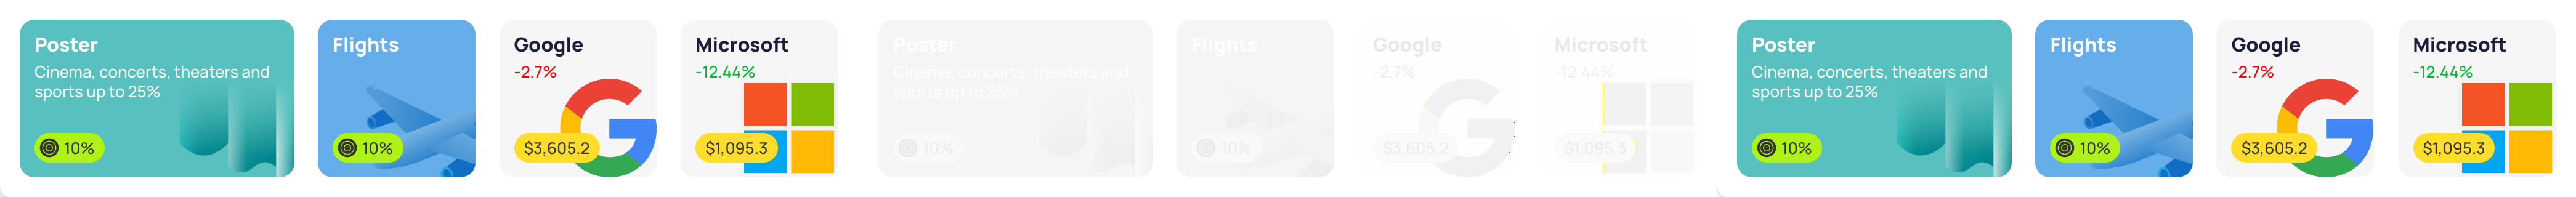 Poster
Cinema, concerts, theaters and
sports up to 25%
10%
Flights
10%
Google
-2.7%
$3,605.2
Microsoft
-12.44%
$1,095.3
Poster
Cinema, concerts, theaters and
sports up to 25%
10%
Flights
10%
Google
-2.7%
$3,605.2
Microsoft
-12.44%
$1,095.3
Poster
Cinema, concerts, theaters and
sports up to 25%
10%
Flights
10%
Google
-2.7%
$3,605.2
Microsoft
-12.44%
$1,095.3